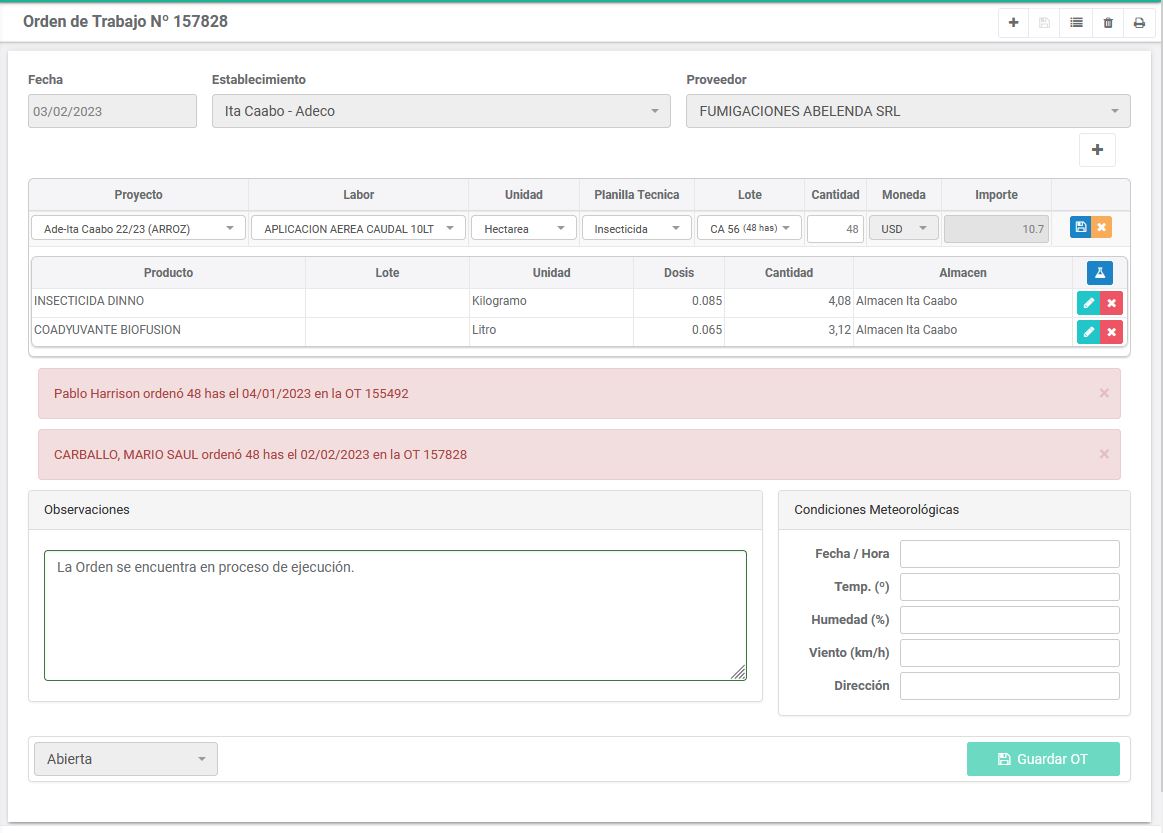 Orden de Trabajo Nº 157828
Fecha Establecimiento Proveedor
03/02/2023 Ita Caabo - Adeco FUMIGACIONES ABELENDA SRL
Proyecto Labor Unidad Planilla Tecnica Lote Cantidad Moneda Importe
Ade-Ita Caabo 22/23 (ARROZ) APLICACION AEREA CAUDAL 10LT Hectarea Insecticida CA 56 (48 has) 48 USD 10.7
Producto Lote Unidad Dosis Cantidad Almacen
INSECTICIDA DINNO Kilogramo 0.085 4,08 Almacen Ita Caabo
COADYUVANTE BIOFUSION Litro 0.065 3,12 Almacen Ita Caabo
Pablo Harrison ordenó 48 has el 04/01/2023 en la OT 155492
CARBALLO, MARIO SAUL ordenó 48 has el 02/02/2023 en la OT 157828
Observaciones
La Orden se encuentra en proceso de ejecución.
Condiciones Meteorológicas
Fecha / Hora
Temp. (º)
Humedad (%)
Viento (km/h)
Dirección
Abierta Guardar OT